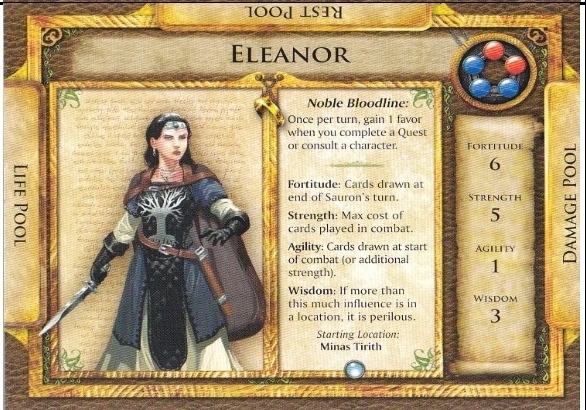 REST POOL
ELEANOR
LIFE POOL
Noble Bloodline:
Once per turn, gain 1 favor
when you complete a Quest
or consult a character.
Fortitude: Cards drawn at
end of Sauron's turn.
Strength: Max cost of
cards played in combat.
Agility: Cards drawn at start
of combat (or additional
strength).
Wisdom: If more than
this much influence is in
a location, it is perilous.
Starting Location:
Minas Tirith
FORTITUDE
6
STRENGTH
5
AGILITY
1
WISDOM
3
DAMAGE POOL